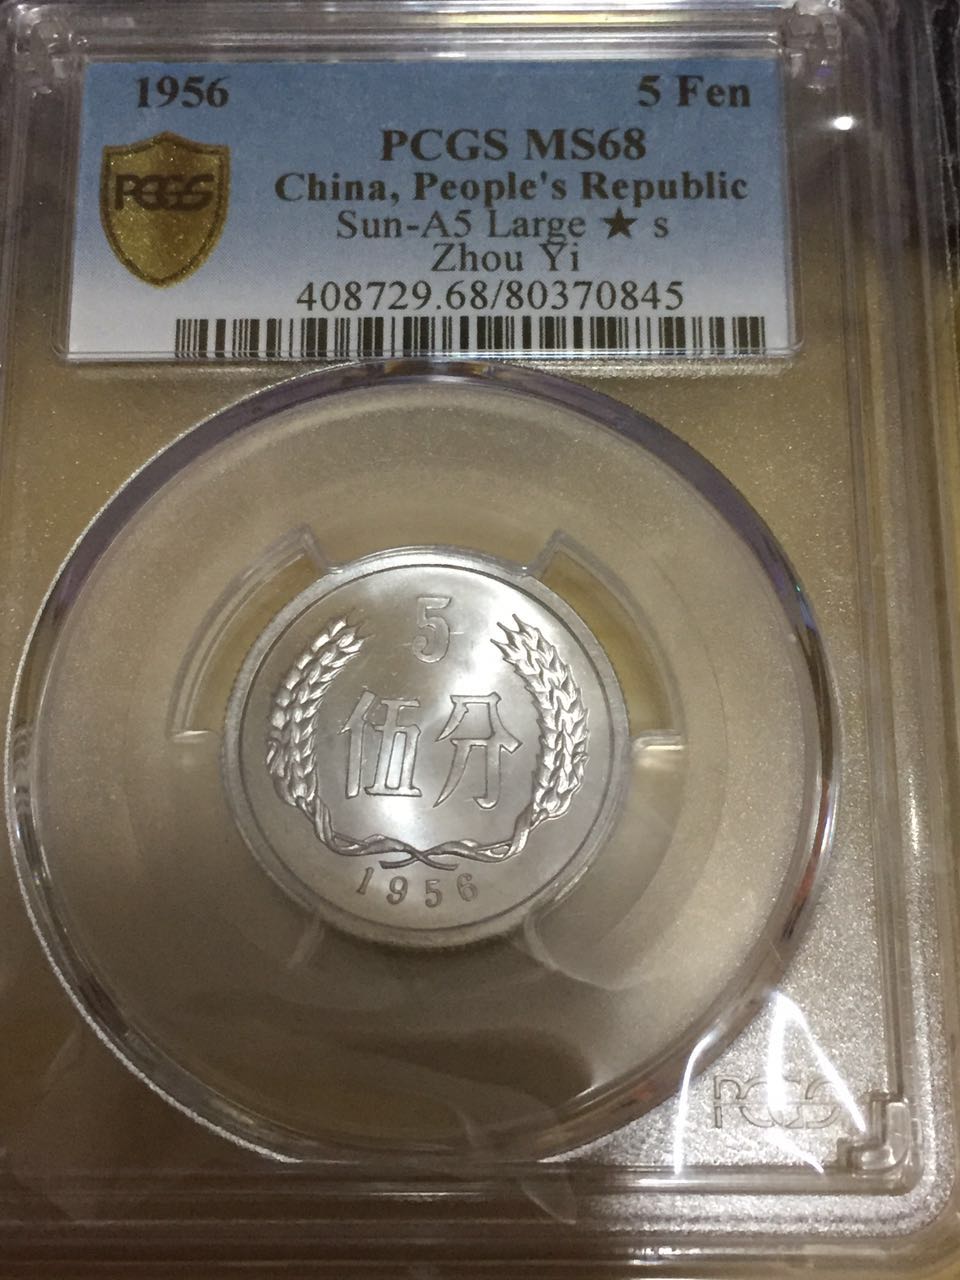 1956 5 Fen
PCGS MS68
PCGS
China, People's Republic
Sun-A5 Large ★ s
Zhou Yi
408729.68/80370845
5
伍分
1956
PCGS